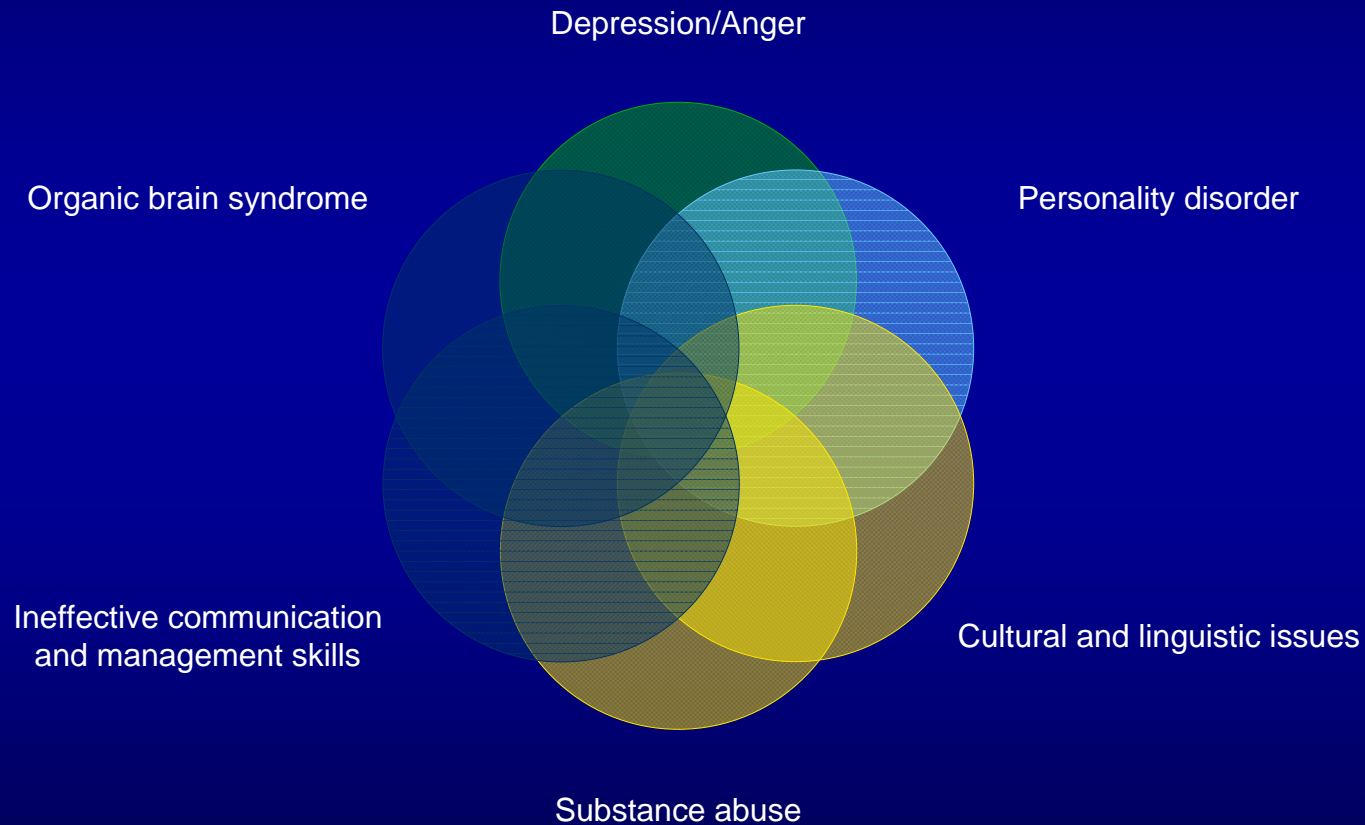 Depression/Anger
Organic brain syndrome
Personality disorder
Ineffective communication
and management skills
Cultural and linguistic issues
Substance abuse